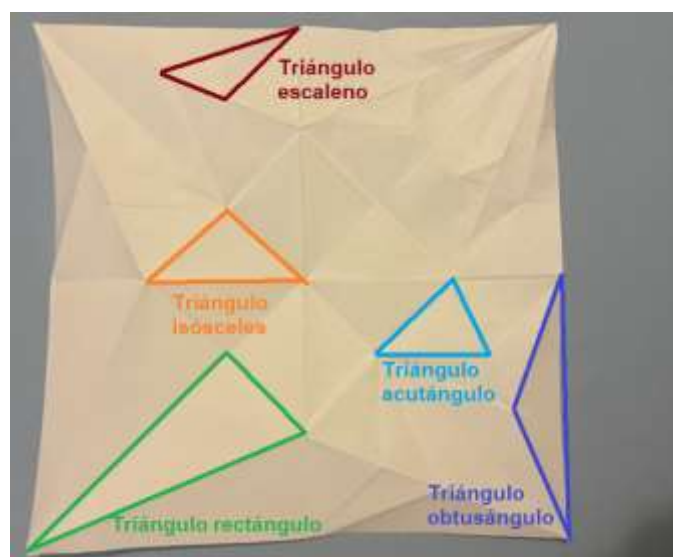 Triángulo
escaleno
Triángulo
isósceles
Triángulo
acutángulo
Triángulo rectángulo
Triángulo
obtusángulo